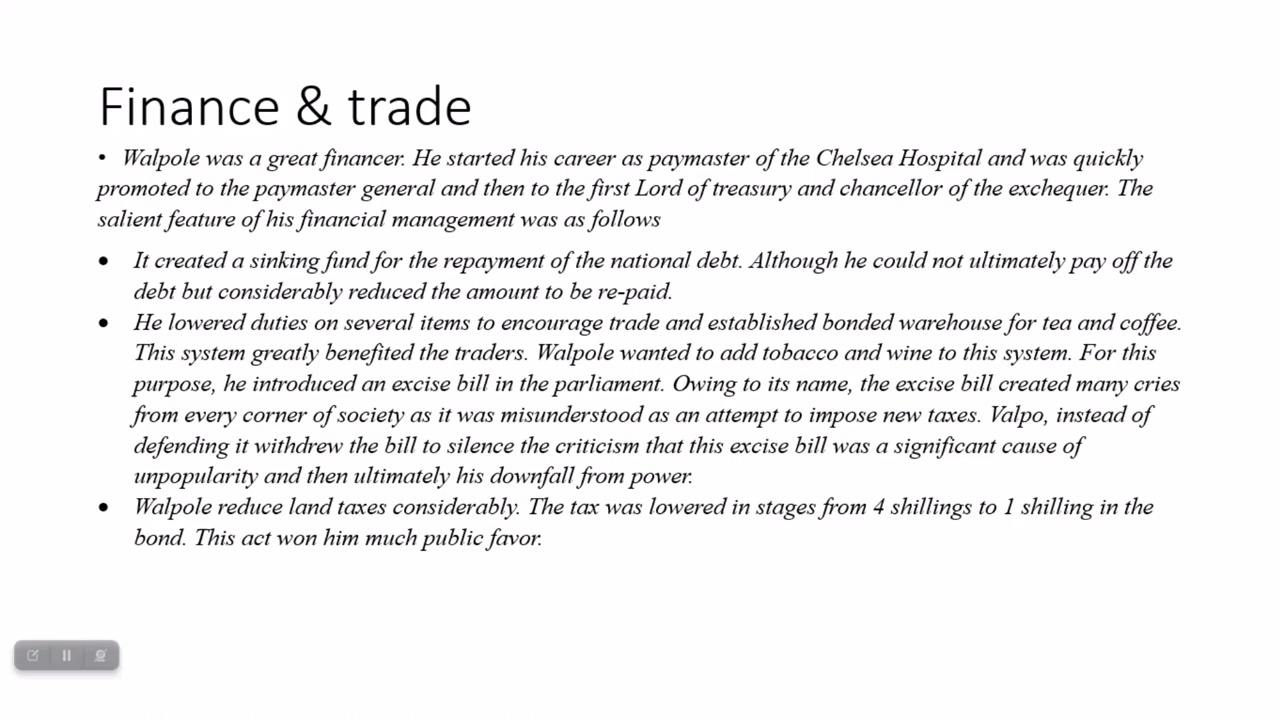 Finance & trade
• Walpole was a great financer. He started his career as paymaster of the Chelsea Hospital and was quickly
promoted to the paymaster general and then to the first Lord of treasury and chancellor of the exchequer. The
salient feature of his financial management was as follows
• It created a sinking fund for the repayment of the national debt. Although he could not ultimately pay off the
debt but considerably reduced the amount to be re-paid.
• He lowered duties on several items to encourage trade and established bonded warehouse for tea and coffee.
This system greatly benefited the traders. Walpole wanted to add tobacco and wine to this system. For this
purpose, he introduced an excise bill in the parliament. Owing to its name, the excise bill created many cries
from every corner of society as it was misunderstood as an attempt to impose new taxes. Valpo, instead of
defending it withdrew the bill to silence the criticism that this excise bill was a significant cause of
unpopularity and then ultimately his downfall from power.
• Walpole reduce land taxes considerably. The tax was lowered in stages from 4 shillings to 1 shilling in the
bond. This act won him much public favor.